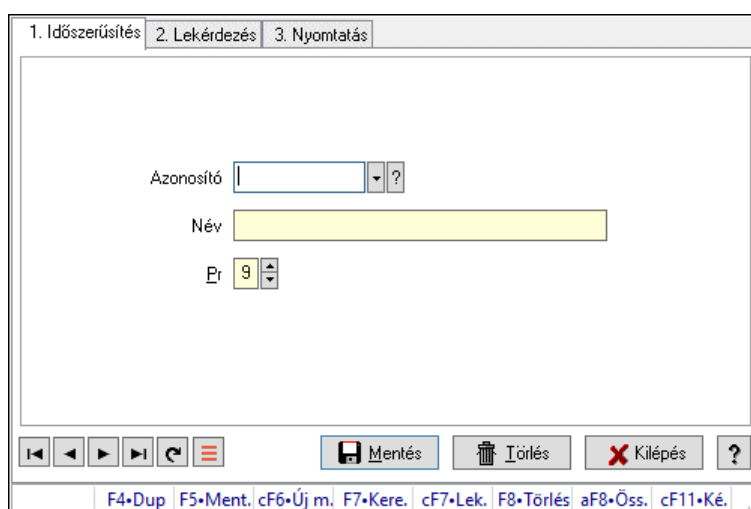 1. Időszerűsítés 2. Lekérdezés 3. Nyomtatás
Azonosító ?
Név
Pr 9
Mentés Törlés Kilépés ?
F4•Dup F5•Ment. cF6•Új m. F7•Kere. cF7•Lek. F8•Törlés aF8•Öss. cF11•Ké.